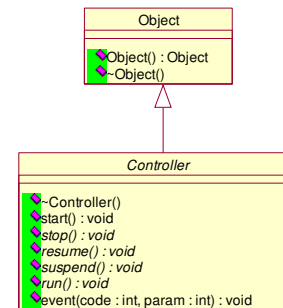 Object
Object() : Object
~Object()
Controller
~Controller()
start() : void
stop() : void
resume() : void
suspend() : void
run() : void
event(code : int, param : int) : void